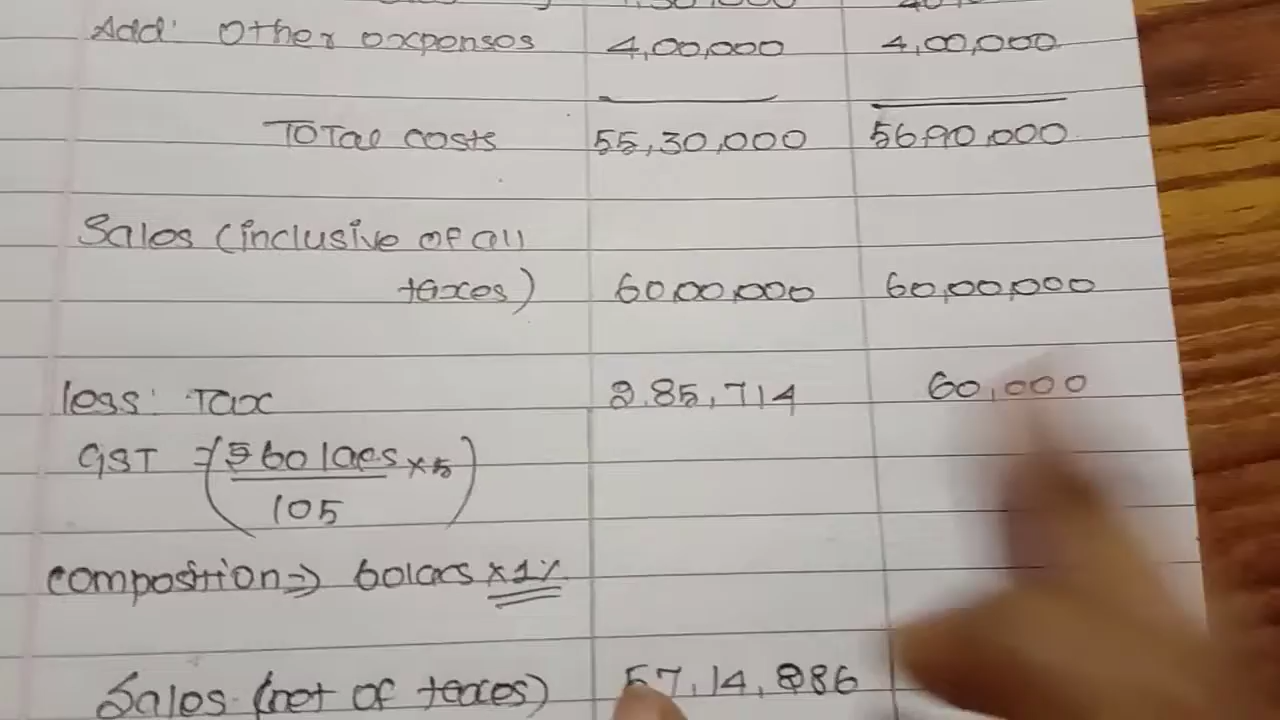 Add: Other expenses 4,00,000 4,00,000
Total costs 55,30,000 56,90,000
Sales (inclusive of all
taxes) 60,00,000 60,00,000
less: Tax 2,85,714 60,000
GST = (60 lacs × 5
105)
composition => 60 lacs × 1%
Sales (net of taxes) 57,14,286